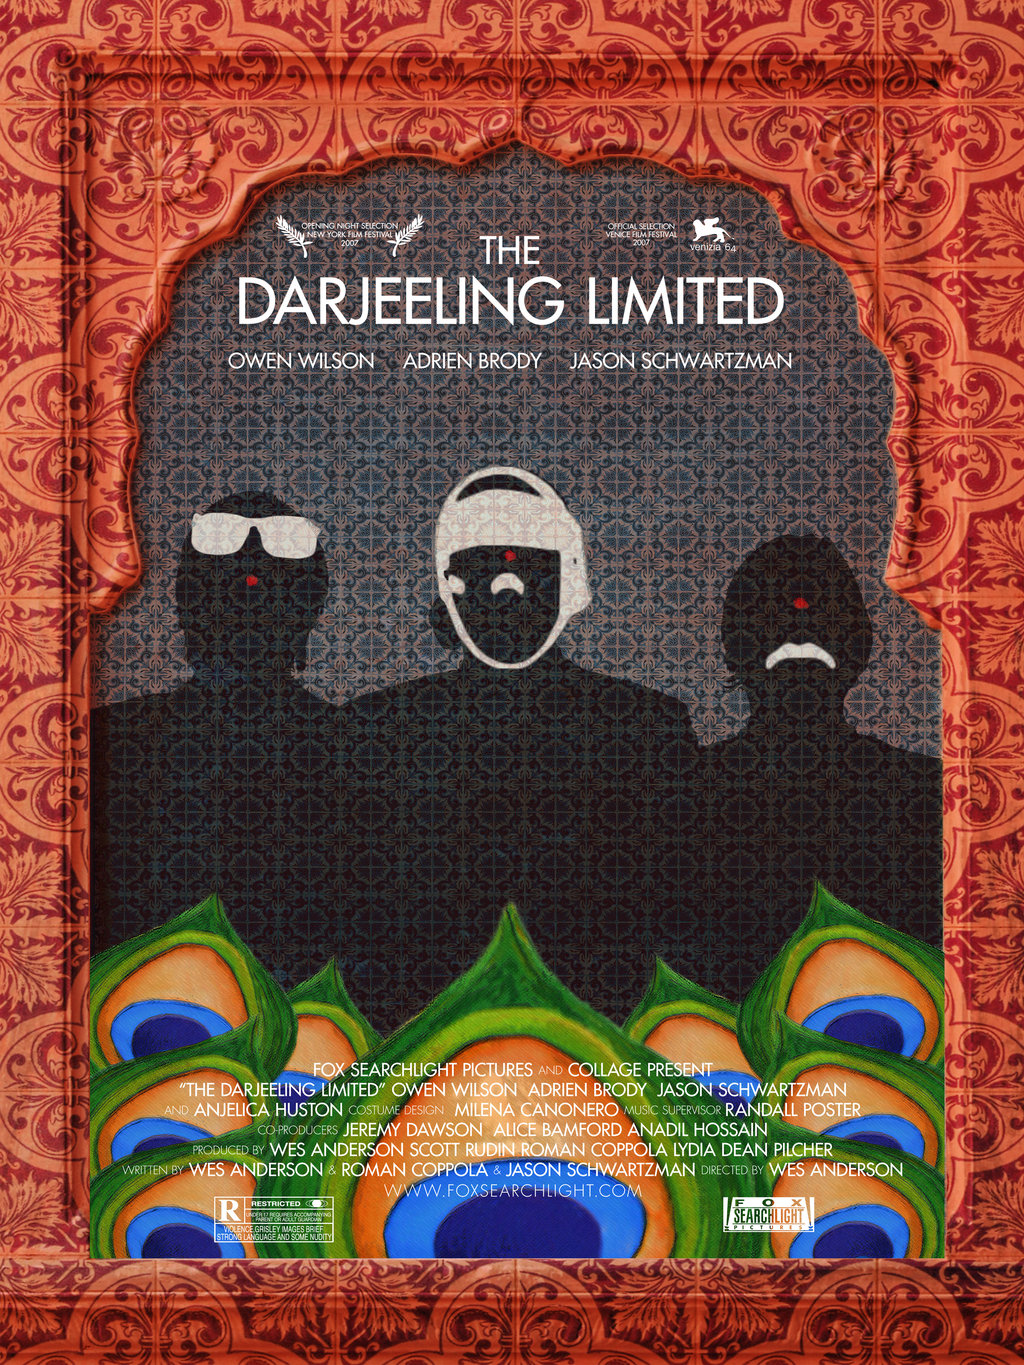 OPENING NIGHT SELECTION
NEW YORK FILM FESTIVAL
2007
OFFICIAL SELECTION
VENICE FILM FESTIVAL
2007
venizia 64
THE
DARJEELING LIMITED
OWEN WILSON ADRIEN BRODY JASON SCHWARTZMAN
FOX SEARCHLIGHT PICTURES AND COLLAGE PRESENT
“THE DARJEELING LIMITED” OWEN WILSON ADRIEN BRODY JASON SCHWARTZMAN
AND ANJELICA HUSTON COSTUME DESIGN MILENA CANONERO MUSIC SUPERVISOR RANDALL POSTER
CO-PRODUCERS JEREMY DAWSON ALICE BAMFORD ANADIL HOSSAIN
PRODUCED BY WES ANDERSON SCOTT RUDIN ROMAN COPPOLA LYDIA DEAN PILCHER
WRITTEN BY WES ANDERSON & ROMAN COPPOLA & JASON SCHWARTZMAN DIRECTED BY WES ANDERSON
WWW.FOXSEARCHLIGHT.COM
R RESTRICTED
UNDER 17 REQUIRES ACCOMPANYING
PARENT OR ADULT GUARDIAN
VIOLENCE,GRISLEY IMAGES BRIEF
STRONG LANGUAGE AND SOME NUDITY
FOX
SEARCHLIGHT
PICTURES